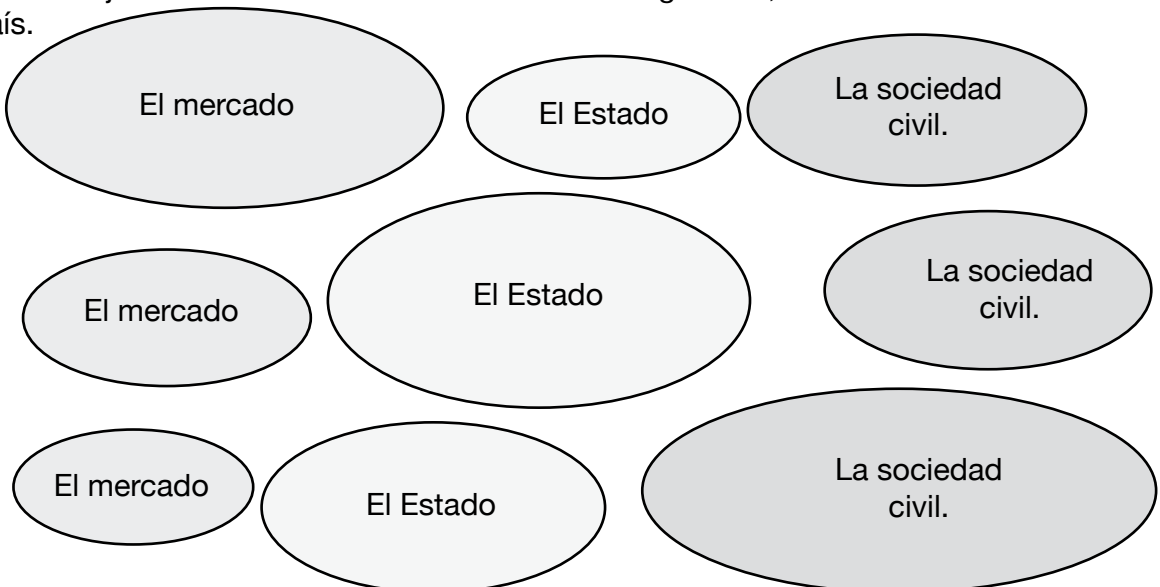 país.
El mercado
El Estado
La sociedad
civil.
El mercado
El Estado
La sociedad
civil.
El mercado
El Estado
La sociedad
civil.